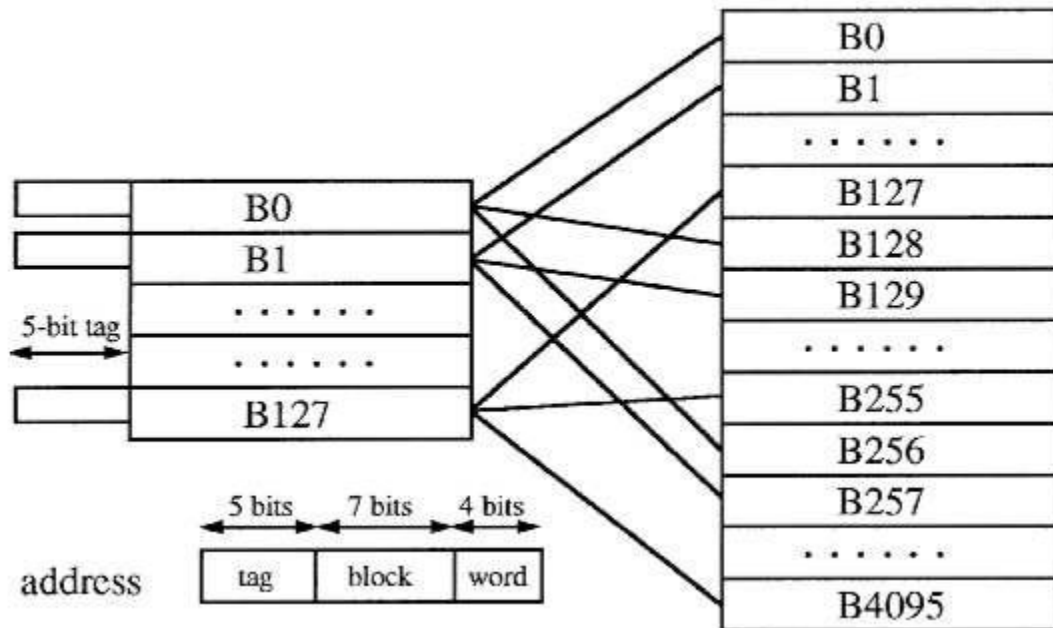 B0
B1
. . . . . .
. . . . . .
B127
5-bit tag
B0
B1
. . . . . .
B127
B128
B129
. . . . . .
B255
B256
B257
. . . . . .
B4095
5 bits 7 bits 4 bits
address tag block word